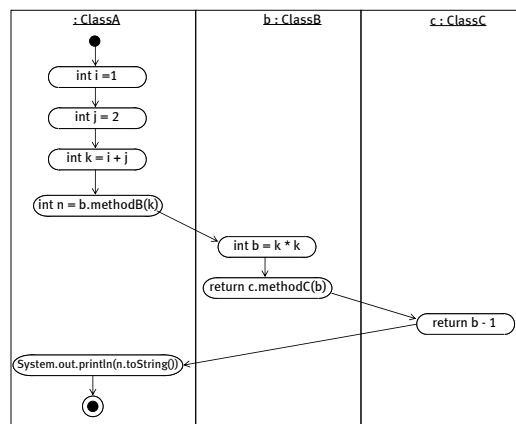 : ClassA
b : ClassB
c : ClassC
int i =1
int j = 2
int k = i + j
int n = b.methodB(k)
int b = k * k
return c.methodC(b)
return b - 1
System.out.println(n.toString())